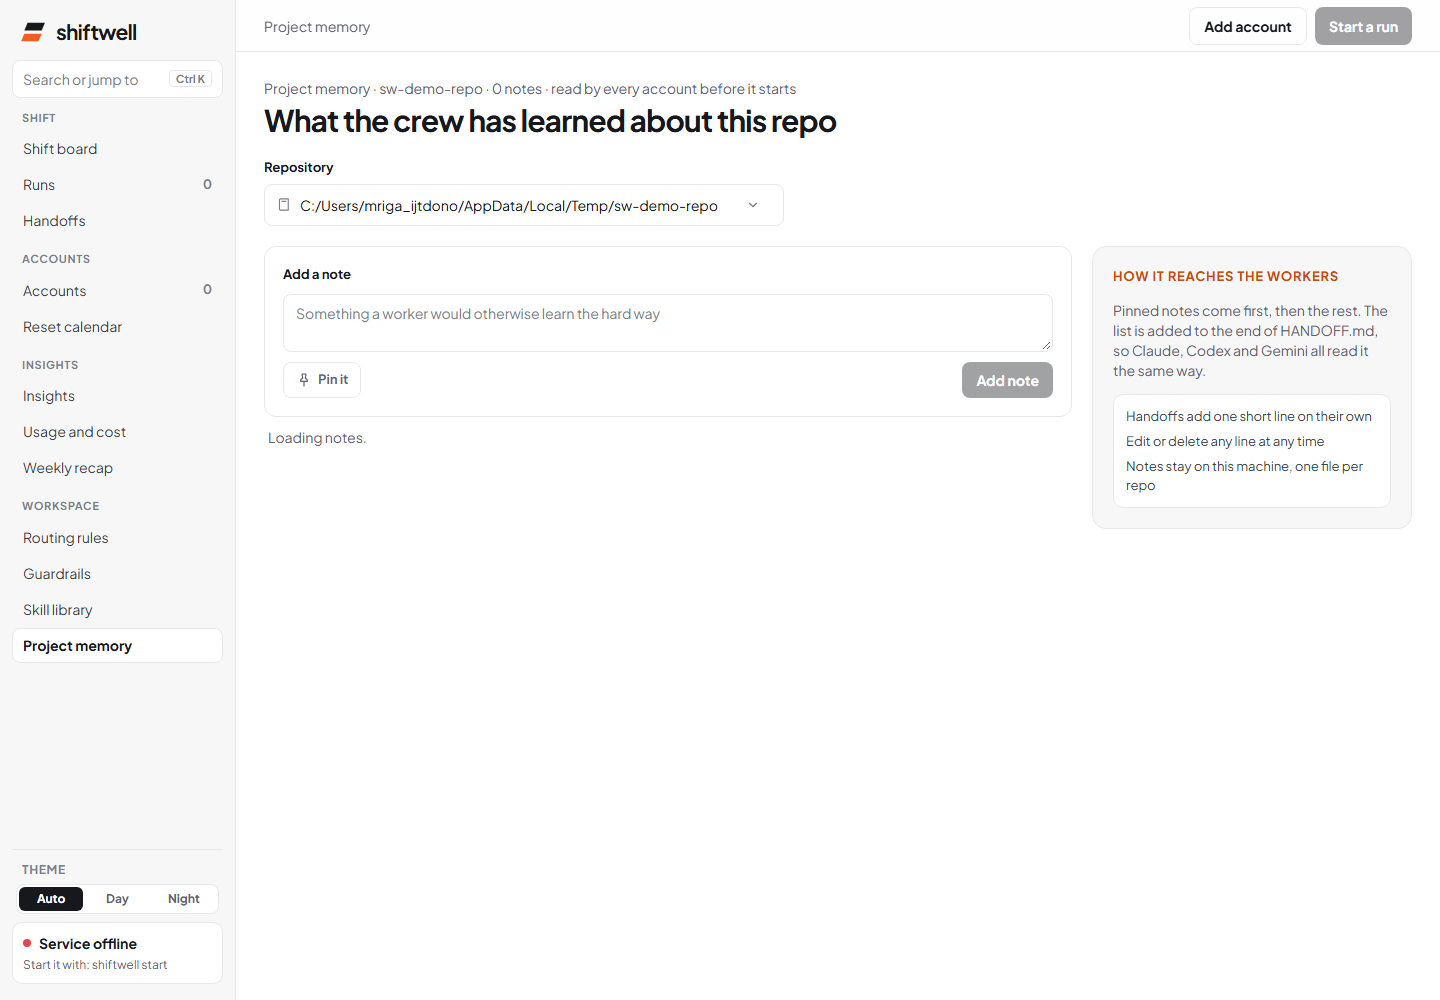 shiftwell
Search or jump to
Ctrl K
SHIFT
Shift board
Runs 0
Handoffs
ACCOUNTS
Accounts 0
Reset calendar
INSIGHTS
Insights
Usage and cost
Weekly recap
WORKSPACE
Routing rules
Guardrails
Skill library
Project memory
THEME
Auto Day Night
Service offline
Start it with: shiftwell start
Project memory
Add account
Start a run
Project memory · sw-demo-repo · 0 notes · read by every account before it starts
What the crew has learned about this repo
Repository
C:/Users/mriga_ijtdono/AppData/Local/Temp/sw-demo-repo
Add a note
Something a worker would otherwise learn the hard way
Pin it
Add note
Loading notes.
HOW IT REACHES THE WORKERS
Pinned notes come first, then the rest. The
list is added to the end of HANDOFF.md,
so Claude, Codex and Gemini all read it
the same way.
Handoffs add one short line on their own
Edit or delete any line at any time
Notes stay on this machine, one file per
repo